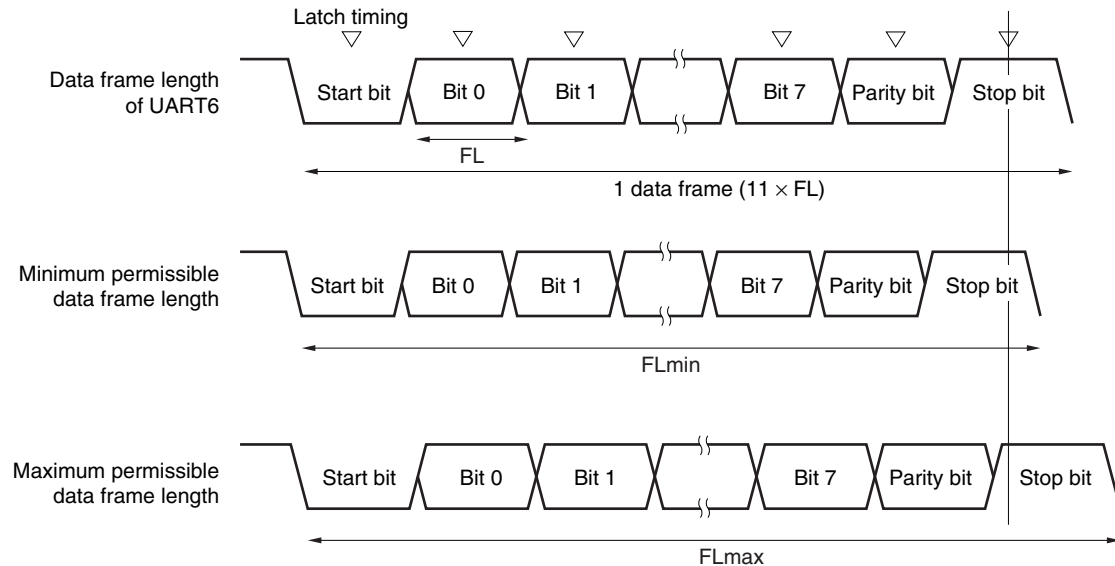 Latch timing
Data frame length
of UART6
Start bit
Bit 0
Bit 1
Bit 7
Parity bit
Stop bit
FL
1 data frame (11 × FL)
Minimum permissible
data frame length
Start bit
Bit 0
Bit 1
Bit 7
Parity bit
Stop bit
FLmin
Maximum permissible
data frame length
Start bit
Bit 0
Bit 1
Bit 7
Parity bit
Stop bit
FLmax